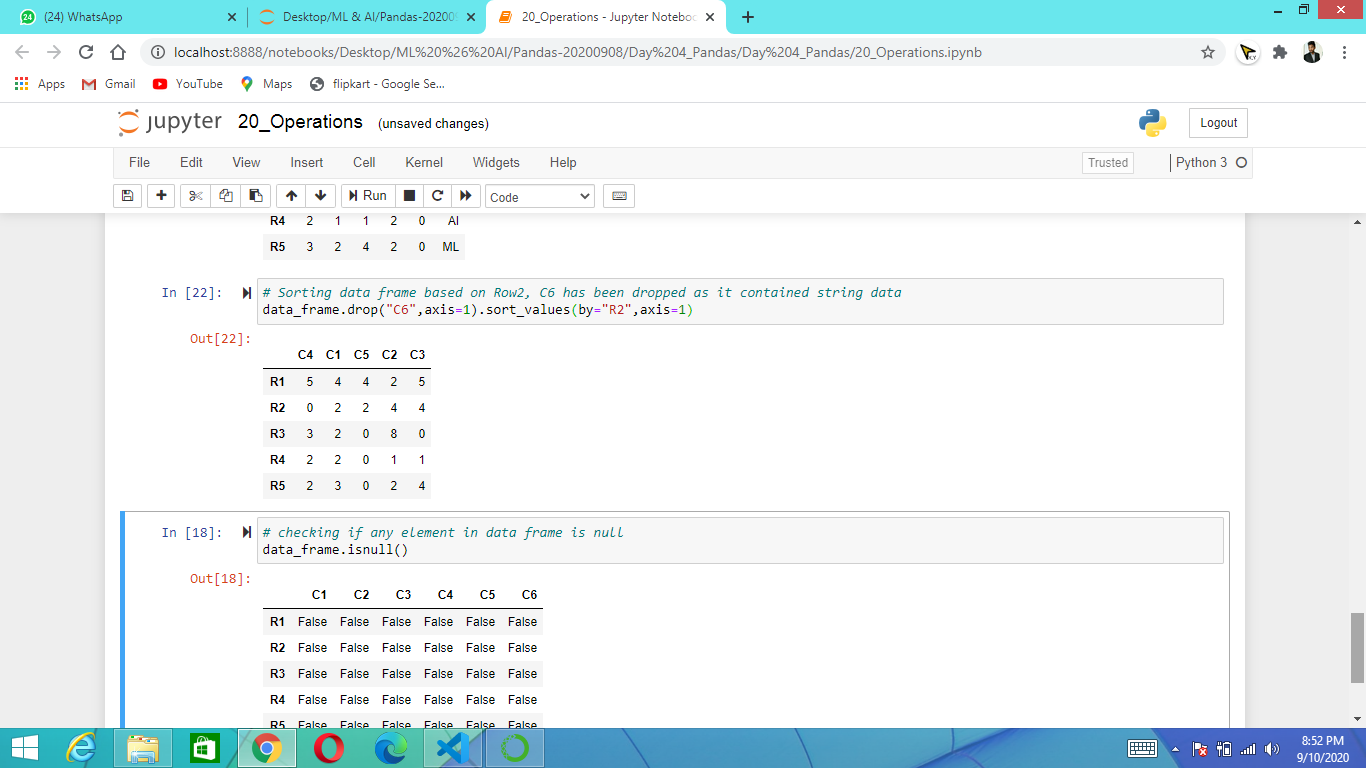 (24) WhatsApp
Desktop/ML & AI/Pandas-202009
20_Operations - Jupyter Notebook
localhost:8888/notebooks/Desktop/ML%20%26%20AI/Pandas-20200908/Day%204_Pandas/Day%204_Pandas/20_Operations.ipynb
Apps Gmail YouTube Maps flipkart - Google Se...
jupyter 20_Operations (unsaved changes) Logout
File Edit View Insert Cell Kernel Widgets Help Trusted Python 3
Run Code
R4 2 1 1 2 0 AI
R5 3 2 4 2 0 ML
In [22]: # Sorting data frame based on Row2, C6 has been dropped as it contained string data
data_frame.drop("C6",axis=1).sort_values(by="R2",axis=1)
Out[22]:
C4 C1 C5 C2 C3
R1 5 4 4 2 5
R2 0 2 2 4 4
R3 3 2 0 8 0
R4 2 2 0 1 1
R5 2 3 0 2 4
In [18]: # checking if any element in data frame is null
data_frame.isnull()
Out[18]:
C1 C2 C3 C4 C5 C6
R1 False False False False False False
R2 False False False False False False
R3 False False False False False False
R4 False False False False False False
R5 False False False False False False
8:52 PM
9/10/2020